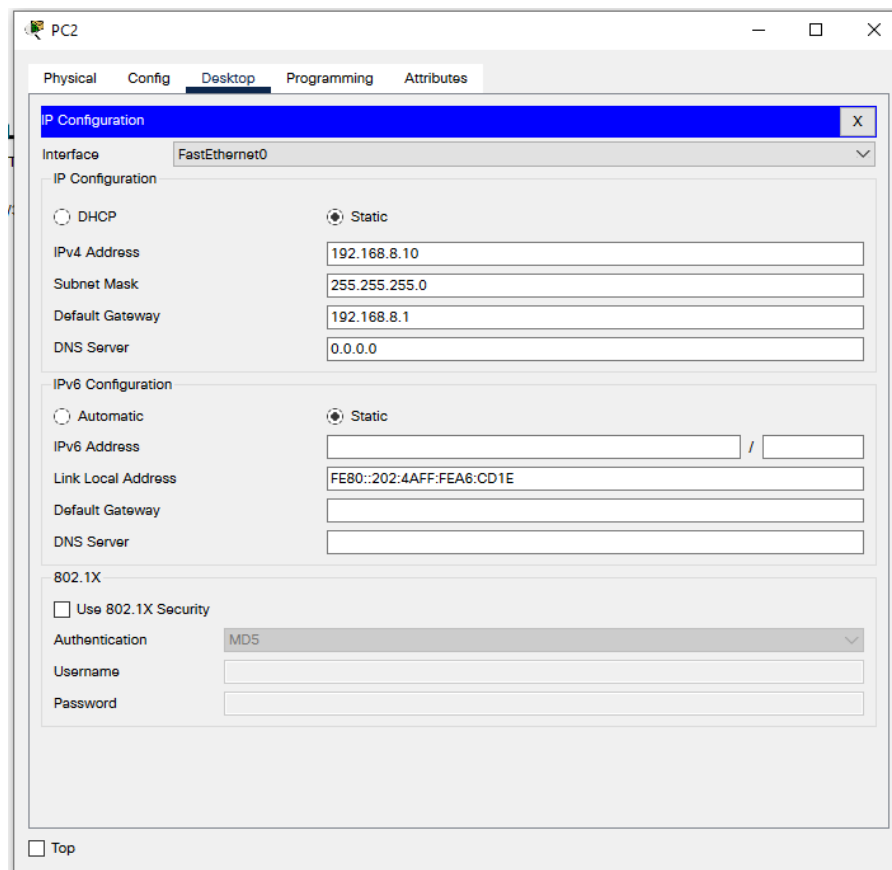 PC2
Physical Config Desktop Programming Attributes
IP Configuration X
Interface FastEthernet0
IP Configuration
DHCP Static
IPv4 Address 192.168.8.10
Subnet Mask 255.255.255.0
Default Gateway 192.168.8.1
DNS Server 0.0.0.0
IPv6 Configuration
Automatic Static
IPv6 Address /
Link Local Address FE80::202:4AFF:FEA6:CD1E
Default Gateway
DNS Server
802.1X
Use 802.1X Security
Authentication MD5
Username
Password
Top